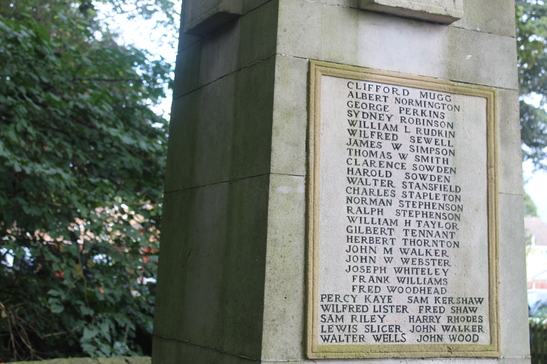 CLIFFORD MUGG
ALBERT NORMINGTON
GEORGE PERKINS
SYDNEY ROBINSON
WILLIAM L RUDKIN
WILFRED SEWELL
JAMES W SIMPSON
THOMAS W SMITH
CLARENCE SOWDEN
HAROLD SOWDEN
WALTER STANSFIELD
CHARLES STAPLETON
NORMAN STEPHENSON
RALPH STEPHENSON
WILLIAM H TAYLOR
GILBERT TENNANT
HERBERT THORNTON
JOHN M WALKER
JOHN W WEBSTER
JOSEPH WHITELEY
FRANK WILLIAMS
FRED WOODHEAD
PERCY KAYE SAM KERSHAW
WILFRED LISTER FRED SHAW
SAM RILEY HARRY RHODES
LEWIS SLICER JOHN WALKER
WALTER WELLS JOHN WOOD